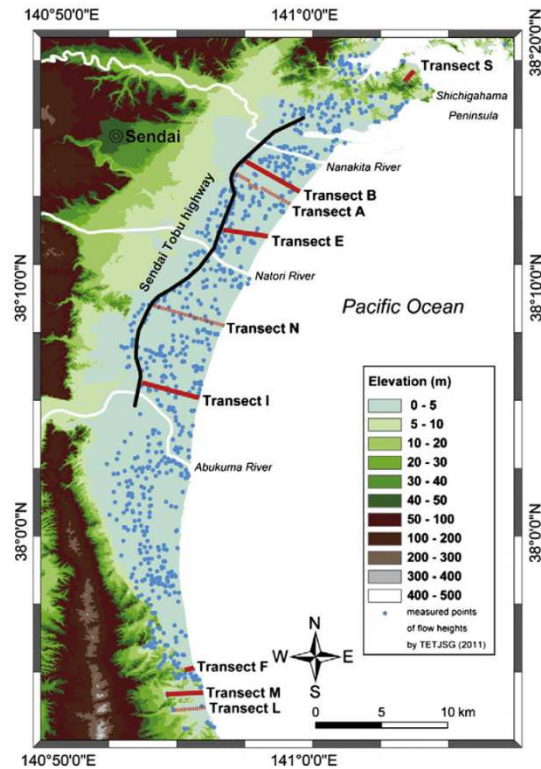 140°50'0"E
141°0'0"E
38°20'0"N
Transect S
Shichigahama
Peninsula
Sendai
Nanakita River
Transect B
Transect A
Sendai Tobu highway
Transect E
38°10'0"N
38°10'0"N
Natori River
Pacific Ocean
Transect N
Elevation (m)
0 - 5
5 - 10
10 - 20
20 - 30
30 - 40
40 - 50
50 - 100
100 - 200
200 - 300
300 - 400
400 - 500
measured points
of flow heights
by TETJSG (2011)
Transect I
Abukuma River
38°0'0"N
38°0'0"N
N
W
E
S
Transect F
Transect M
Transect L
0
5
10 km
140°50'0"E
141°0'0"E